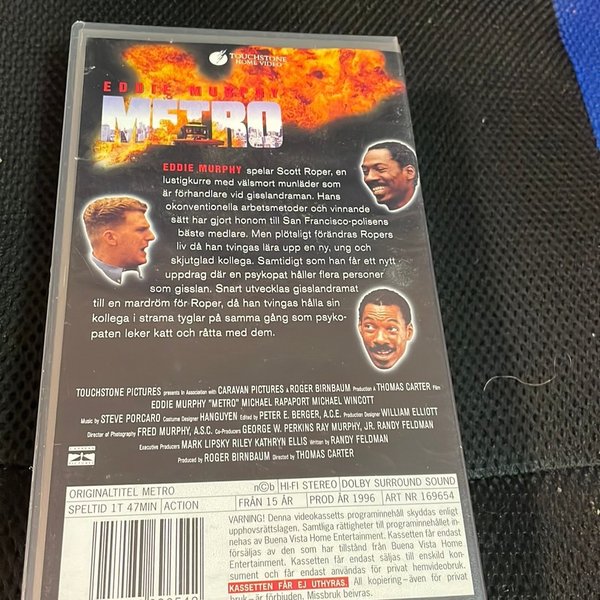 TOUCHSTONE
HOME VIDEO
EDDIE MURPHY
METRO
EDDIE MURPHY spelar Scott Roper, en
lustigkurre med välsmort munläder som
är förhandlare vid gisslandraman. Hans
okonventionella arbetsmetoder och vinnande
sätt har gjort honom till San Francisco-polisens
bäste medlare. Men plötsligt förändras Ropers
liv då han tvingas lära upp en ny, ung och
skjutglad kollega. Samtidigt som han får ett nytt
uppdrag där en psykopat håller flera personer
som gisslan. Snart utvecklas gisslandramat
till en mardröm för Roper, då han tvingas hålla sin
kollega i strama tyglar på samma gång som psyko-
paten leker katt och råtta med dem.
TOUCHSTONE PICTURES presents In Association with CARAVAN PICTURES A ROGER BIRNBAUM Production A THOMAS CARTER Film
EDDIE MURPHY "METRO" MICHAEL RAPAPORT MICHAEL WINCOTT
Music by STEVE PORCARO Costume Designer HANGUYEN Edited by PETER E. BERGER, A.C.E. Production Designer WILLIAM ELLIOTT
Director of Photography FRED MURPHY, A.S.C. Co-Producers GEORGE W. PERKINS RAY MURPHY, JR. RANDY FELDMAN
Executive Producers MARK LIPSKY RILEY KATHRYN ELLIS Written by RANDY FELDMAN
Produced by ROGER BIRNBAUM Directed by THOMAS CARTER
ORIGINALTITEL METRO n©b HI-FI STEREO DOLBY SURROUND SOUND
SPELTID 1T 47MIN ACTION FRÅN 15 ÅR PROD ÅR 1996 ART NR 169654
VARNING! Denna videokassetts programinnehåll skyddas enligt
upphovsrättslagen. Samtliga rättigheter till programinnehållet in-
nehas av Buena Vista Home Entertainment. Kassetten får endast
försäljas av den som har tillstånd från Buena Vista Home
Entertainment. Kassetten får endast säljas till enskild kon-
sument och får endast användas för privat hemvideobruk.
KASSETTEN FÅR EJ UTHYRAS. All kopiering - även för privat
bruk - är förbjuden. Missbruk beivras.